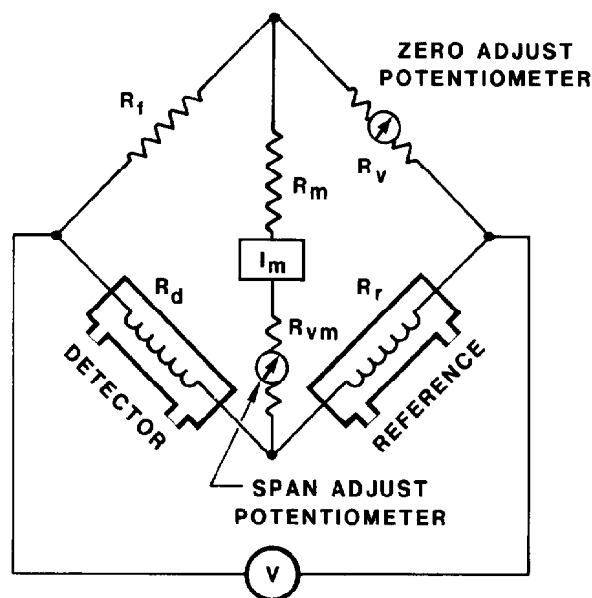 ZERO ADJUST
POTENTIOMETER
Rf
Rv
Rm
Im
Rd
Rr
Rvm
DETECTOR
REFERENCE
SPAN ADJUST
POTENTIOMETER
V